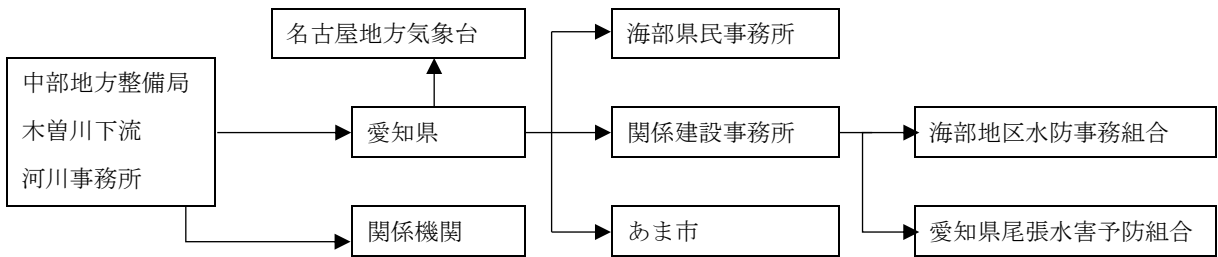 名古屋地方気象台
海部県民事務所
中部地方整備局
木曽川下流
河川事務所
愛知県
関係建設事務所
海部地区水防事務組合
関係機関
あま市
愛知県尾張水害予防組合